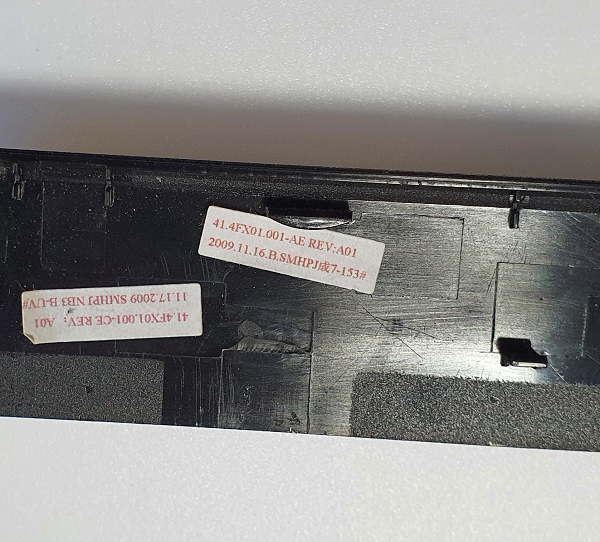 41.4FX01.001-AE REV:A01
2009.11.16.B.SMHPJ成7-153#
41.4FX01.001-CE REV: A01
11.17.2009 SMHPJ NB3 B-UV#